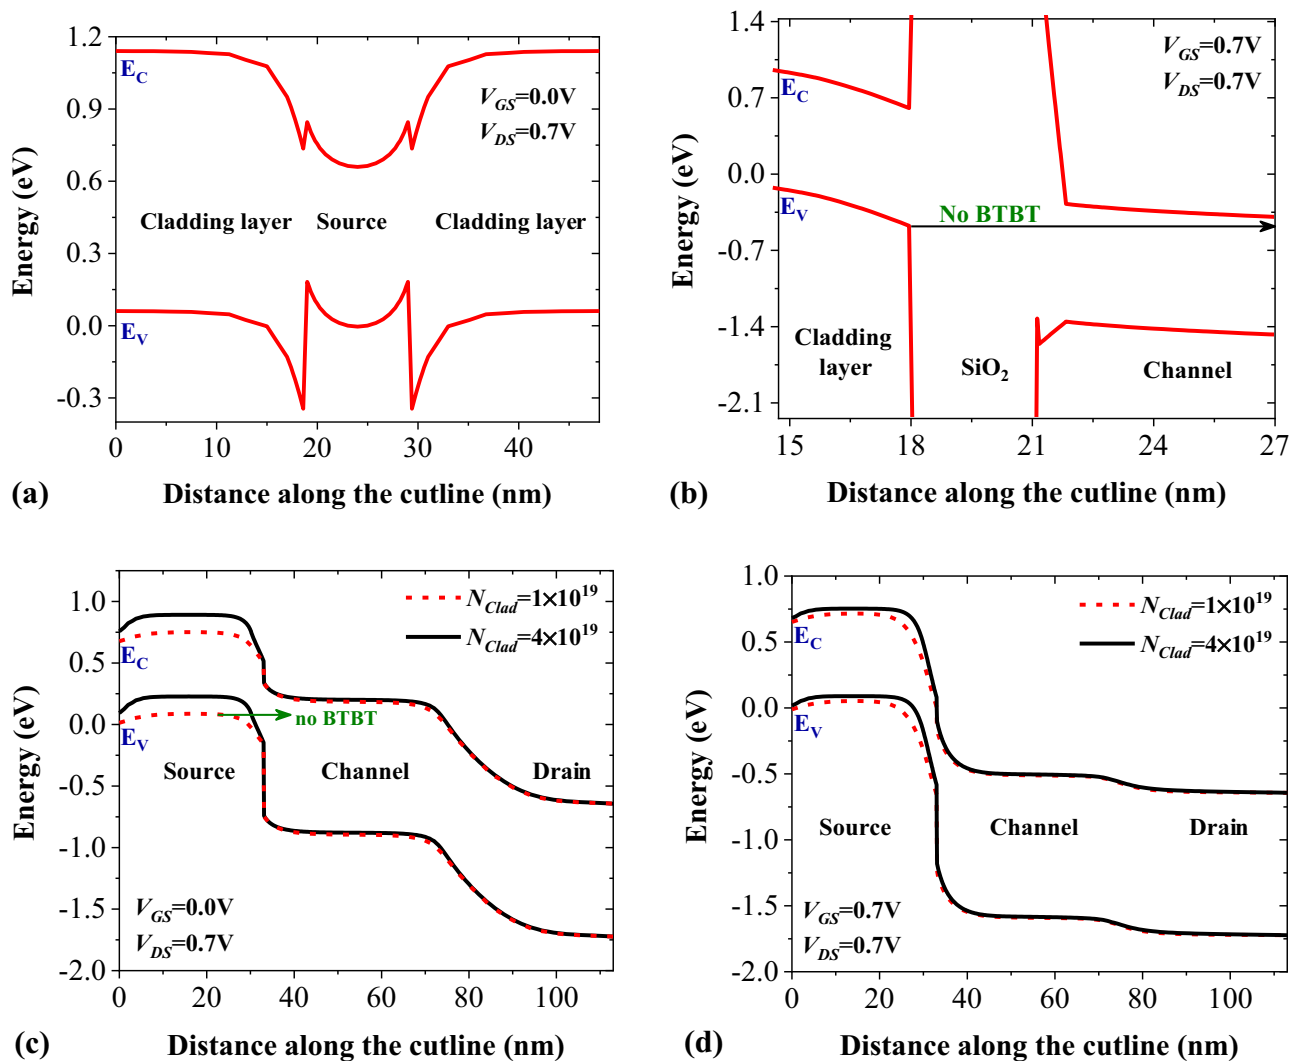 1.2
0.9
0.6
0.3
0.0
-0.3
Energy (eV)
E_C
E_V
V_GS=0.0V
V_DS=0.7V
Cladding layer Source Cladding layer
0 10 20 30 40
(a) Distance along the cutline (nm)
1.4
0.7
0.0
-0.7
-1.4
-2.1
Energy (eV)
E_C
E_V
V_GS=0.7V
V_DS=0.7V
No BTBT
Cladding
layer
SiO₂
Channel
15 18 21 24 27
(b) Distance along the cutline (nm)
1.0
0.5
0.0
-0.5
-1.0
-1.5
-2.0
Energy (eV)
N_Clad=1×10¹⁹
N_Clad=4×10¹⁹
E_C
E_V
no BTBT
Source Channel Drain
V_GS=0.0V
V_DS=0.7V
0 20 40 60 80 100
(c) Distance along the cutline (nm)
1.0
0.5
0.0
-0.5
-1.0
-1.5
-2.0
Energy (eV)
N_Clad=1×10¹⁹
N_Clad=4×10¹⁹
E_C
E_V
Source Channel Drain
V_GS=0.7V
V_DS=0.7V
0 20 40 60 80 100
(d) Distance along the cutline (nm)